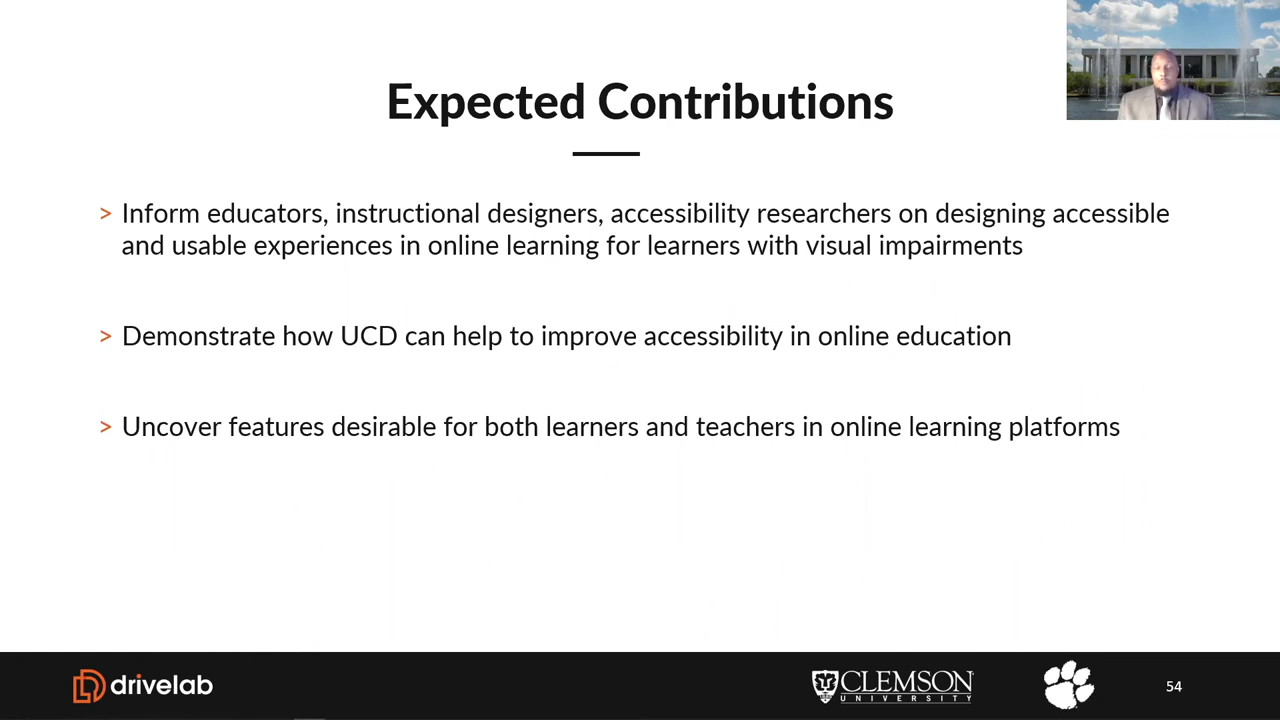 Expected Contributions
> Inform educators, instructional designers, accessibility researchers on designing accessible
and usable experiences in online learning for learners with visual impairments
> Demonstrate how UCD can help to improve accessibility in online education
> Uncover features desirable for both learners and teachers in online learning platforms
drivelab
CLEMSON
UNIVERSITY
54